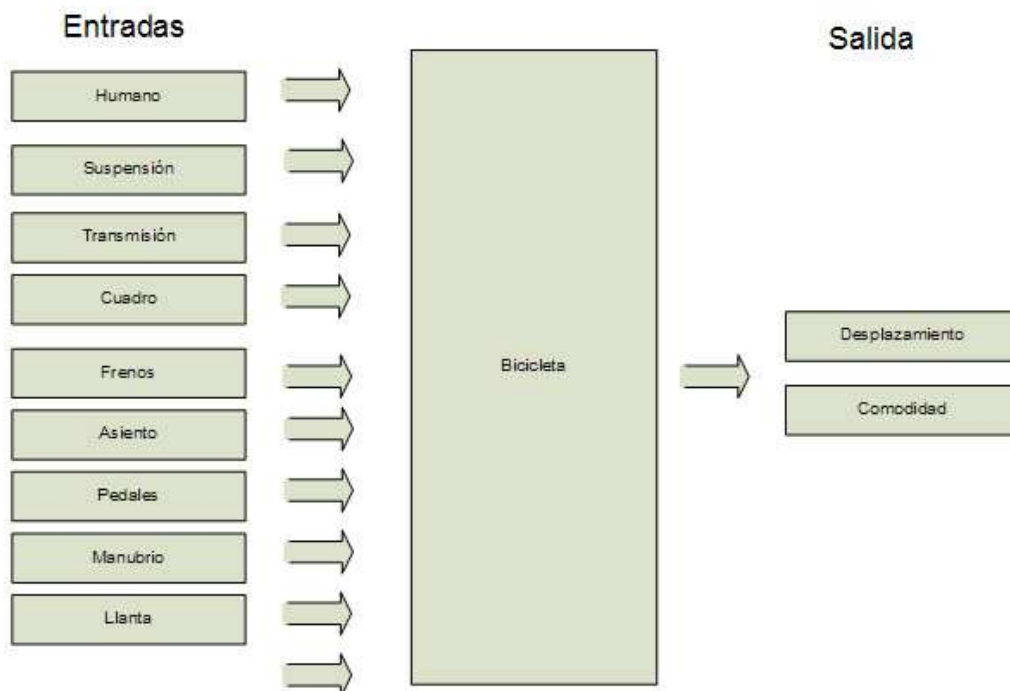 Entradas
Salida
Humano
Suspensión
Transmisión
Cuadro
Frenos
Asiento
Pedales
Manubrio
Llanta
Bicicleta
Desplazamiento
Comodidad